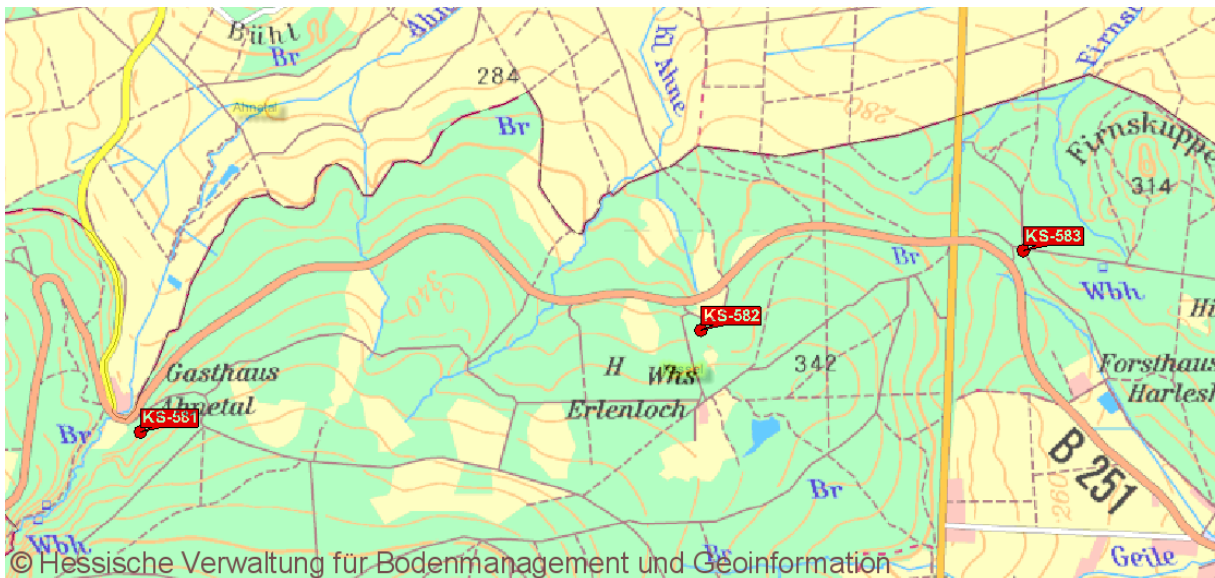 Bühl
Br
Ahne
Kl Ahne
Ahnetal
284
Br
280
Firnsk
Firnskuppe
314
KS-583
Br
Wbh.
340
KS-582
H
Whs
Erlenloch
342
Hi
Forsthaus
Harlesh
Gasthaus
Ahnetal
KS-581
Br
B 251
260
Br
Wbh.
Br
Geile
© Hessische Verwaltung für Bodenmanagement und Geoinformation